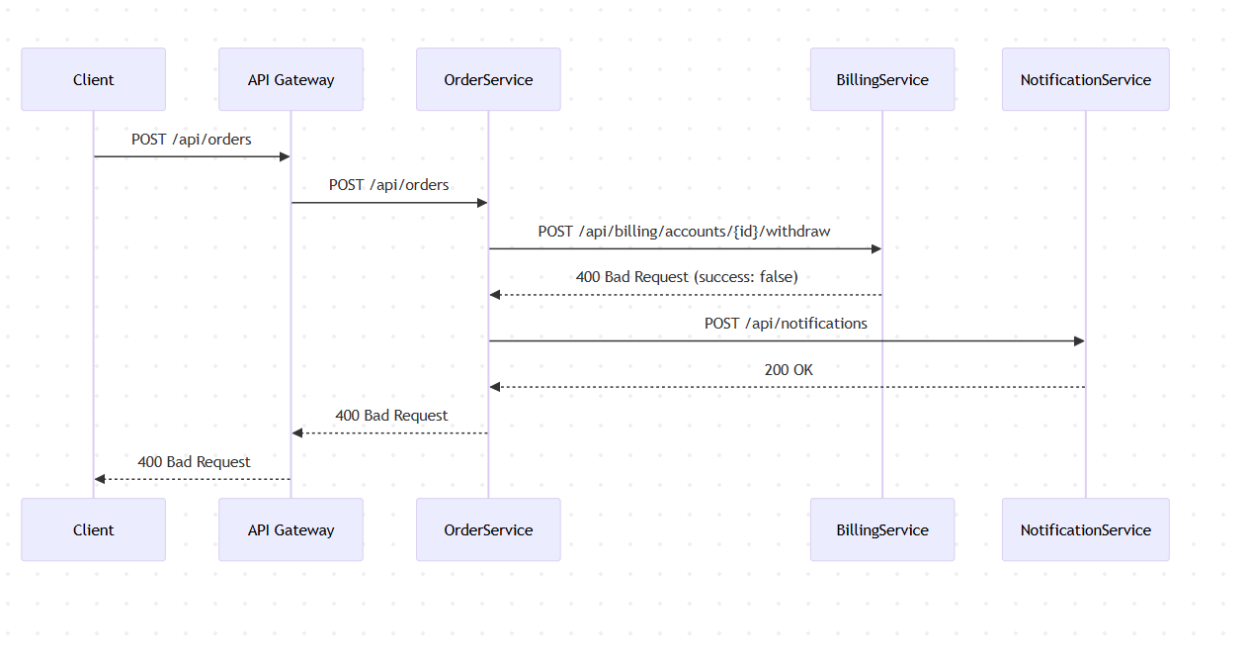 Client
API Gateway
OrderService
BillingService
NotificationService
POST /api/orders
POST /api/orders
POST /api/billing/accounts/{id}/withdraw
400 Bad Request (success: false)
POST /api/notifications
200 OK
400 Bad Request
400 Bad Request
Client
API Gateway
OrderService
BillingService
NotificationService